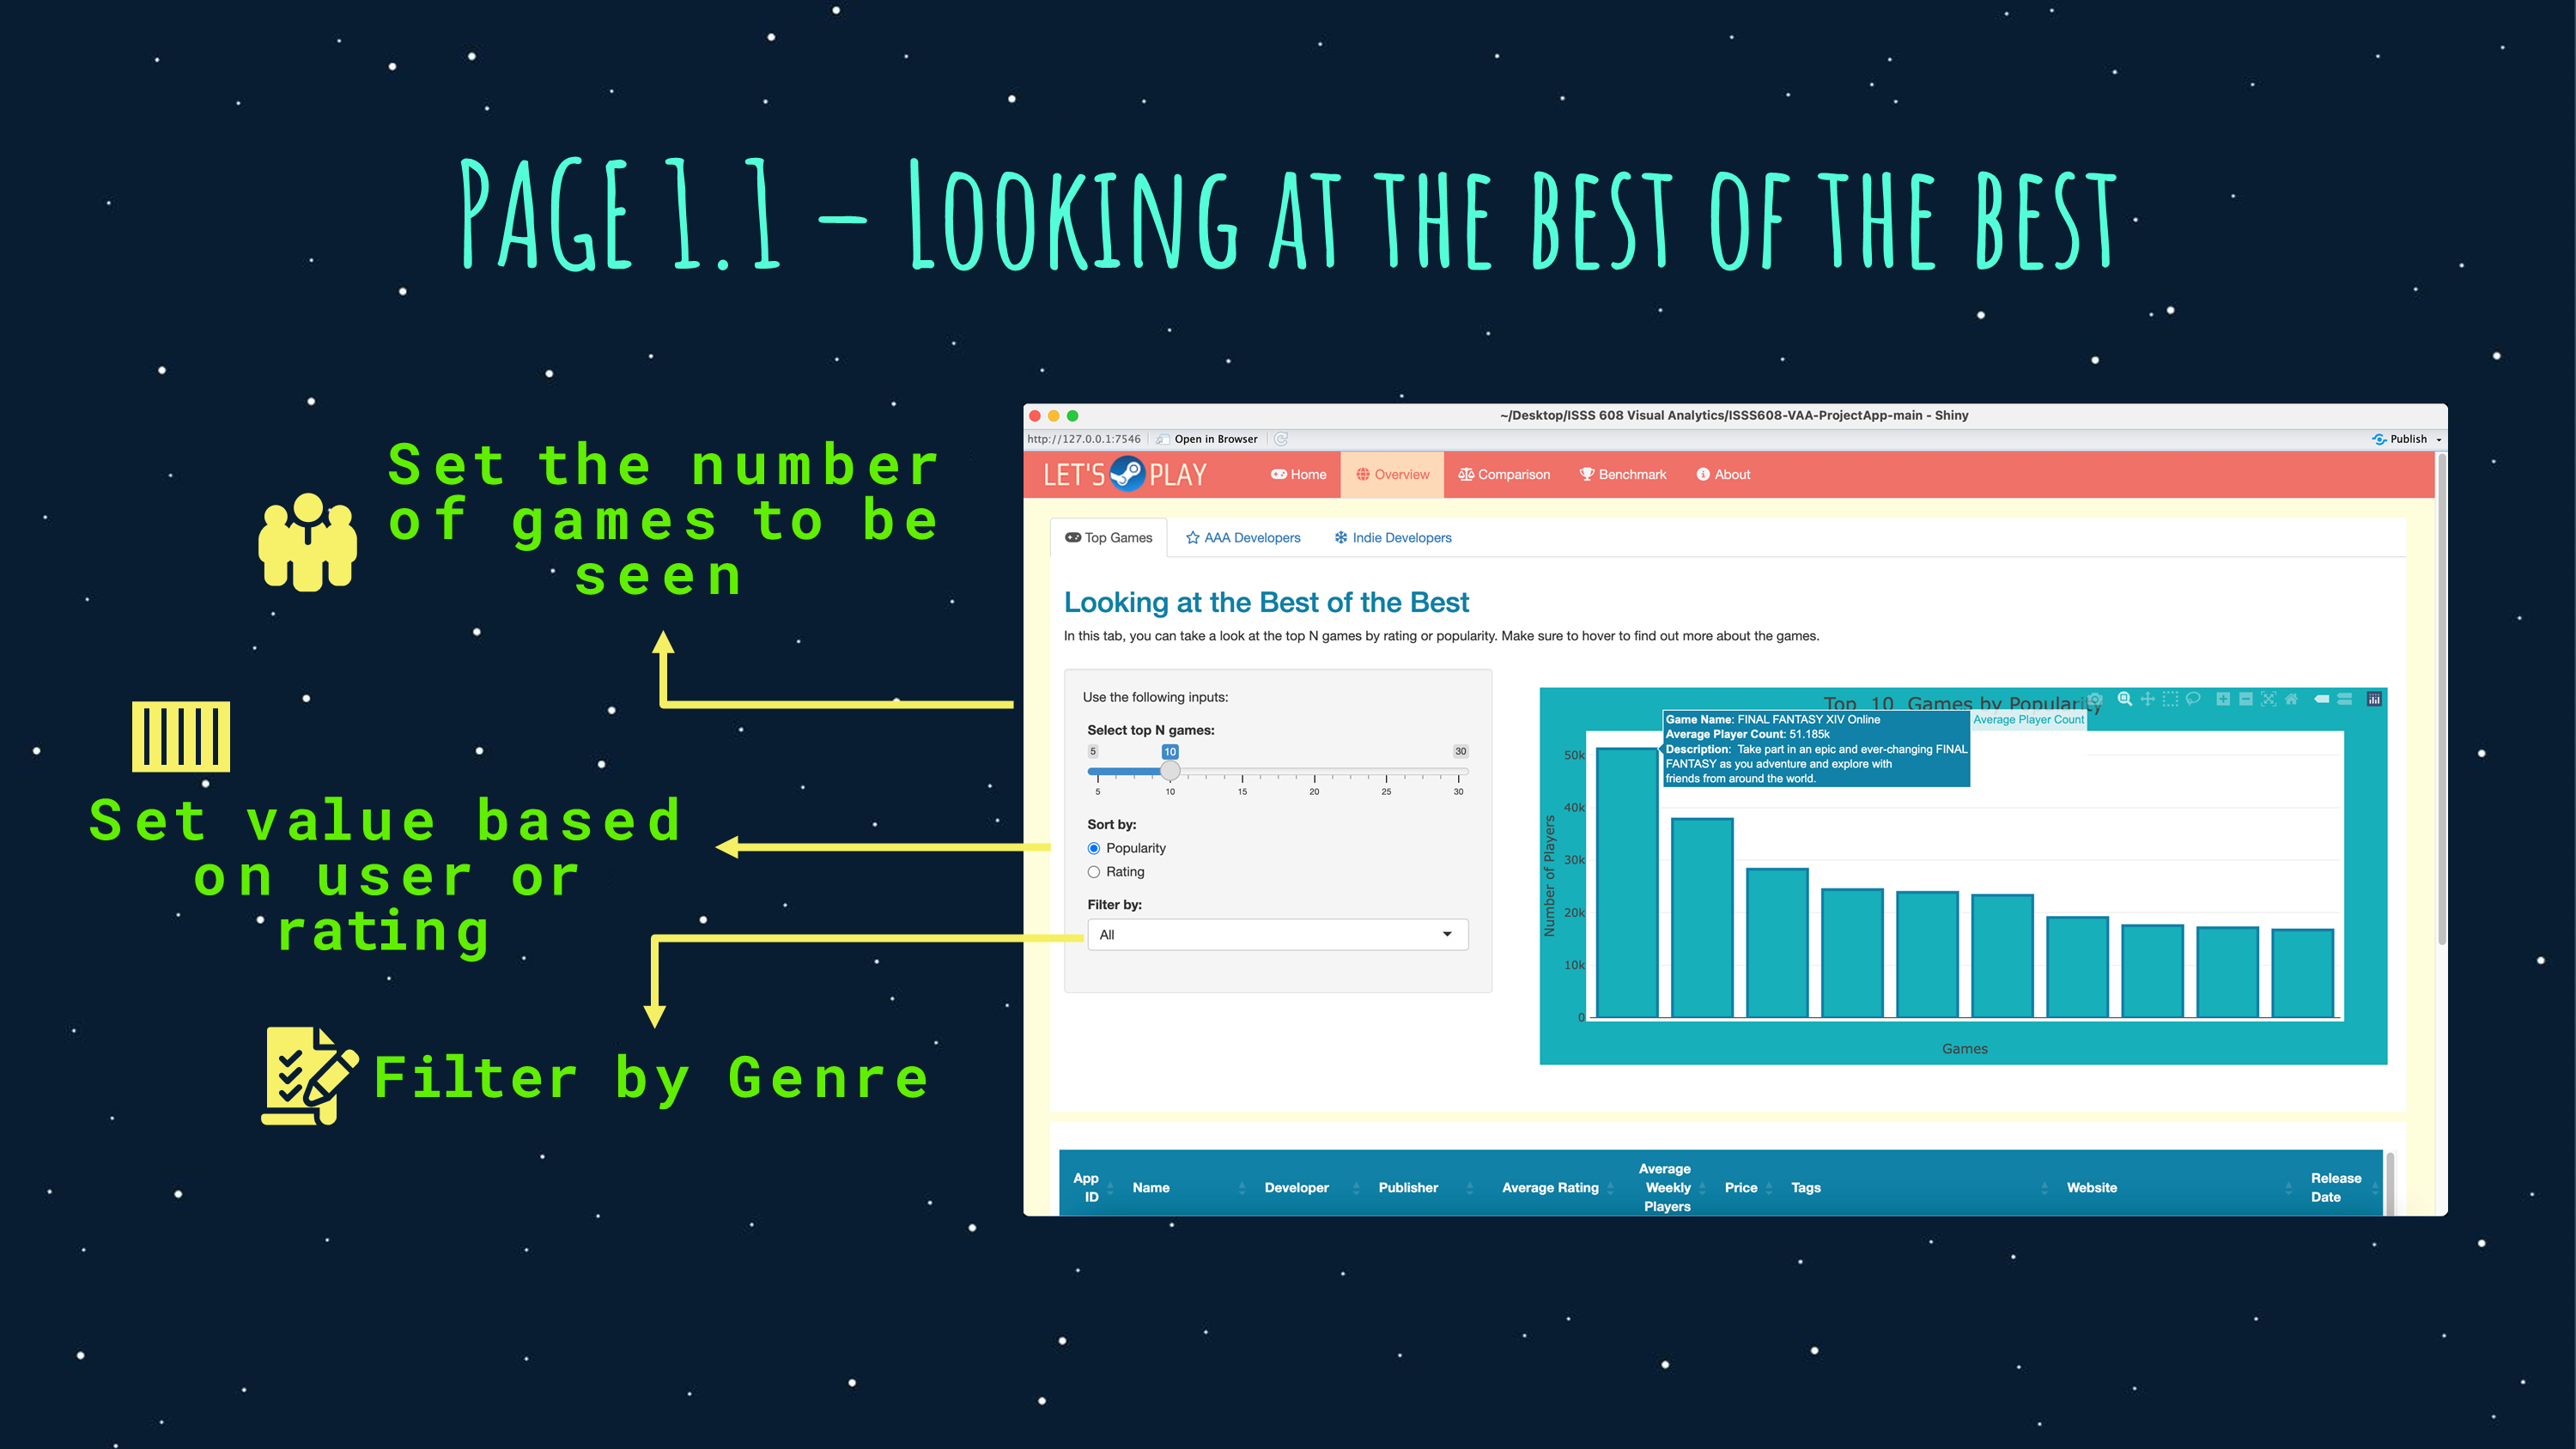 PAGE 1.1 – LOOKING AT THE BEST OF THE BEST
Set the number
of games to be
seen
Set value based
on user or
rating
Filter by Genre
~/Desktop/ISSS 608 Visual Analytics/ISSS608-VAA-ProjectApp-main - Shiny
http://127.0.0.1:7546 Open in Browser Publish
LET'S PLAY Home Overview Comparison Benchmark About
Top Games AAA Developers Indie Developers
Looking at the Best of the Best
In this tab, you can take a look at the top N games by rating or popularity. Make sure to hover to find out more about the games.
Use the following inputs:
Select top N games:
5 10 30
5 10 15 20 25 30
Sort by:
Popularity
Rating
Filter by:
All
Top 10 Games by Popularity
Game Name: FINAL FANTASY XIV Online
Average Player Count: 51.185k
Description: Take part in an epic and ever-changing FINAL
FANTASY as you adventure and explore with
friends from around the world.
Average Player Count
Number of Players
50k
40k
30k
20k
10k
0
Games
App
ID
Name
Developer
Publisher
Average Rating
Average
Weekly
Players
Price
Tags
Website
Release
Date